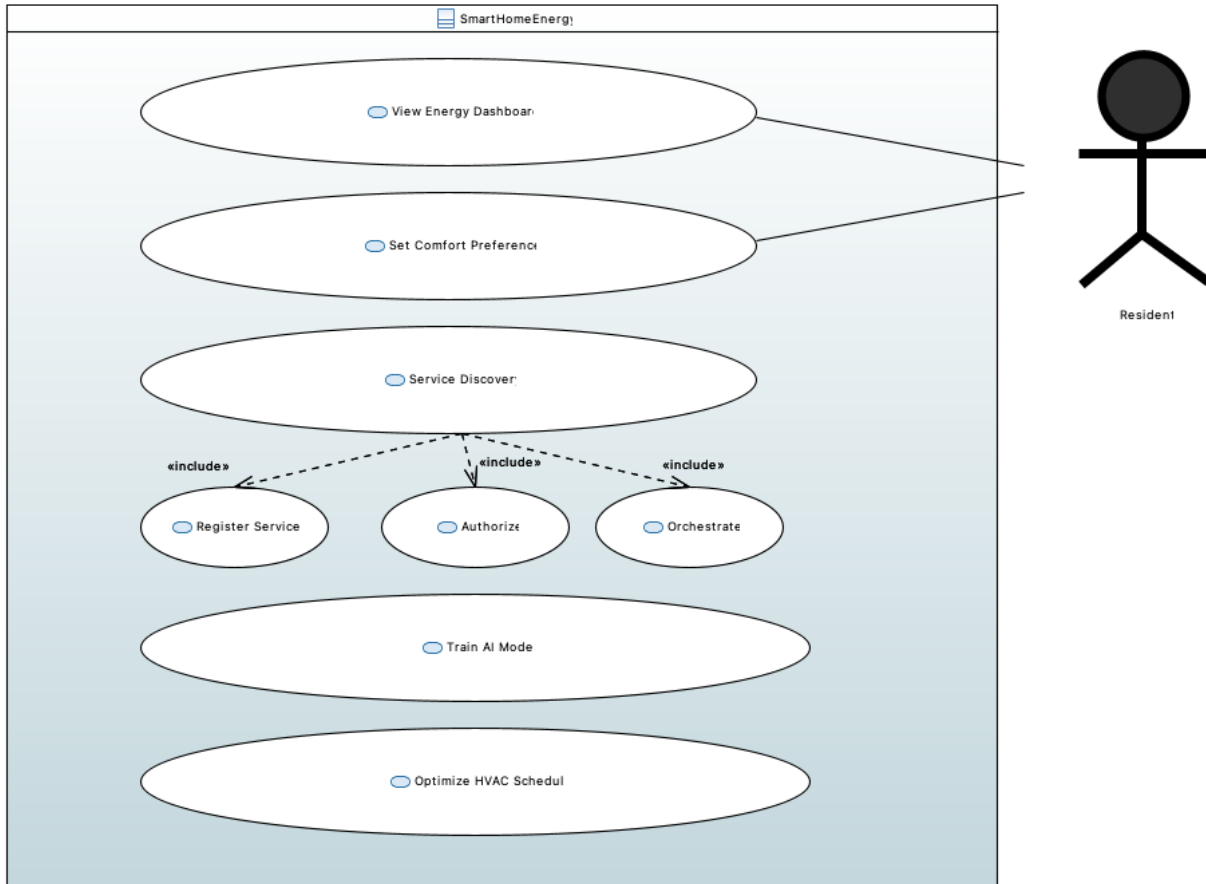 SmartHomeEnergy
View Energy Dashboar
Set Comfort Preference
Service Discover
«include»
«include»
«include»
Register Service
Authorize
Orchestrate
Train AI Mode
Optimize HVAC Schedul
Resident